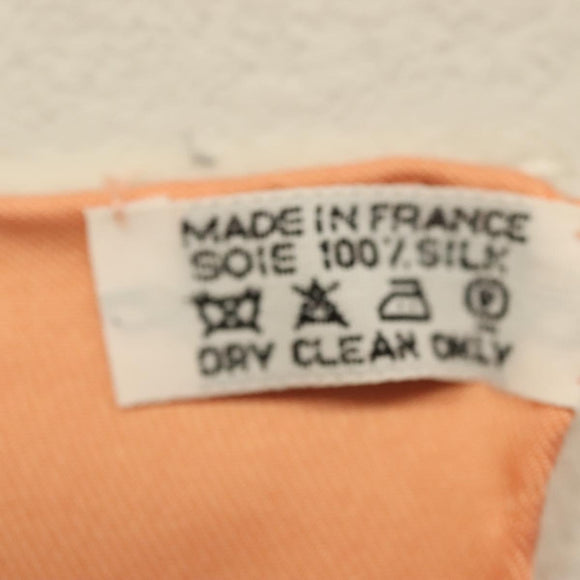 MADE IN FRANCE
SOIE 100% SILK
P
DRY CLEAN ONLY